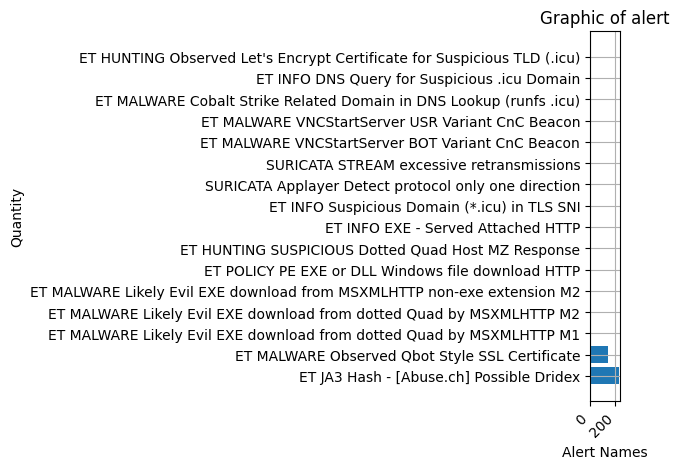 Graphic of alert
ET HUNTING Observed Let's Encrypt Certificate for Suspicious TLD (.icu)
ET INFO DNS Query for Suspicious .icu Domain
ET MALWARE Cobalt Strike Related Domain in DNS Lookup (runfs .icu)
ET MALWARE VNCStartServer USR Variant CnC Beacon
ET MALWARE VNCStartServer BOT Variant CnC Beacon
SURICATA STREAM excessive retransmissions
SURICATA Applayer Detect protocol only one direction
ET INFO Suspicious Domain (*.icu) in TLS SNI
ET INFO EXE - Served Attached HTTP
ET HUNTING SUSPICIOUS Dotted Quad Host MZ Response
ET POLICY PE EXE or DLL Windows file download HTTP
ET MALWARE Likely Evil EXE download from MSXMLHTTP non-exe extension M2
ET MALWARE Likely Evil EXE download from dotted Quad by MSXMLHTTP M2
ET MALWARE Likely Evil EXE download from dotted Quad by MSXMLHTTP M1
ET MALWARE Observed Qbot Style SSL Certificate
ET JA3 Hash - [Abuse.ch] Possible Dridex
Quantity
0
200
Alert Names